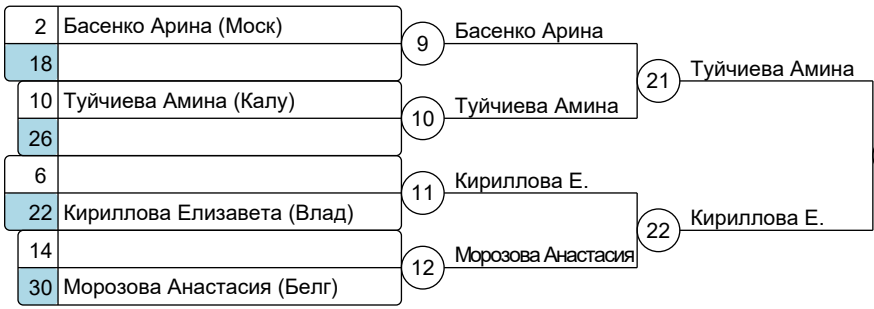 2 Басенко Арина (Моск)
18
9 Басенко Арина
10 Туйчиева Амина (Калу)
26
10 Туйчиева Амина
21 Туйчиева Амина
6
22 Кириллова Елизавета (Влад)
11 Кириллова Е.
14
30 Морозова Анастасия (Белг)
12 Морозова Анастасия
22 Кириллова Е.